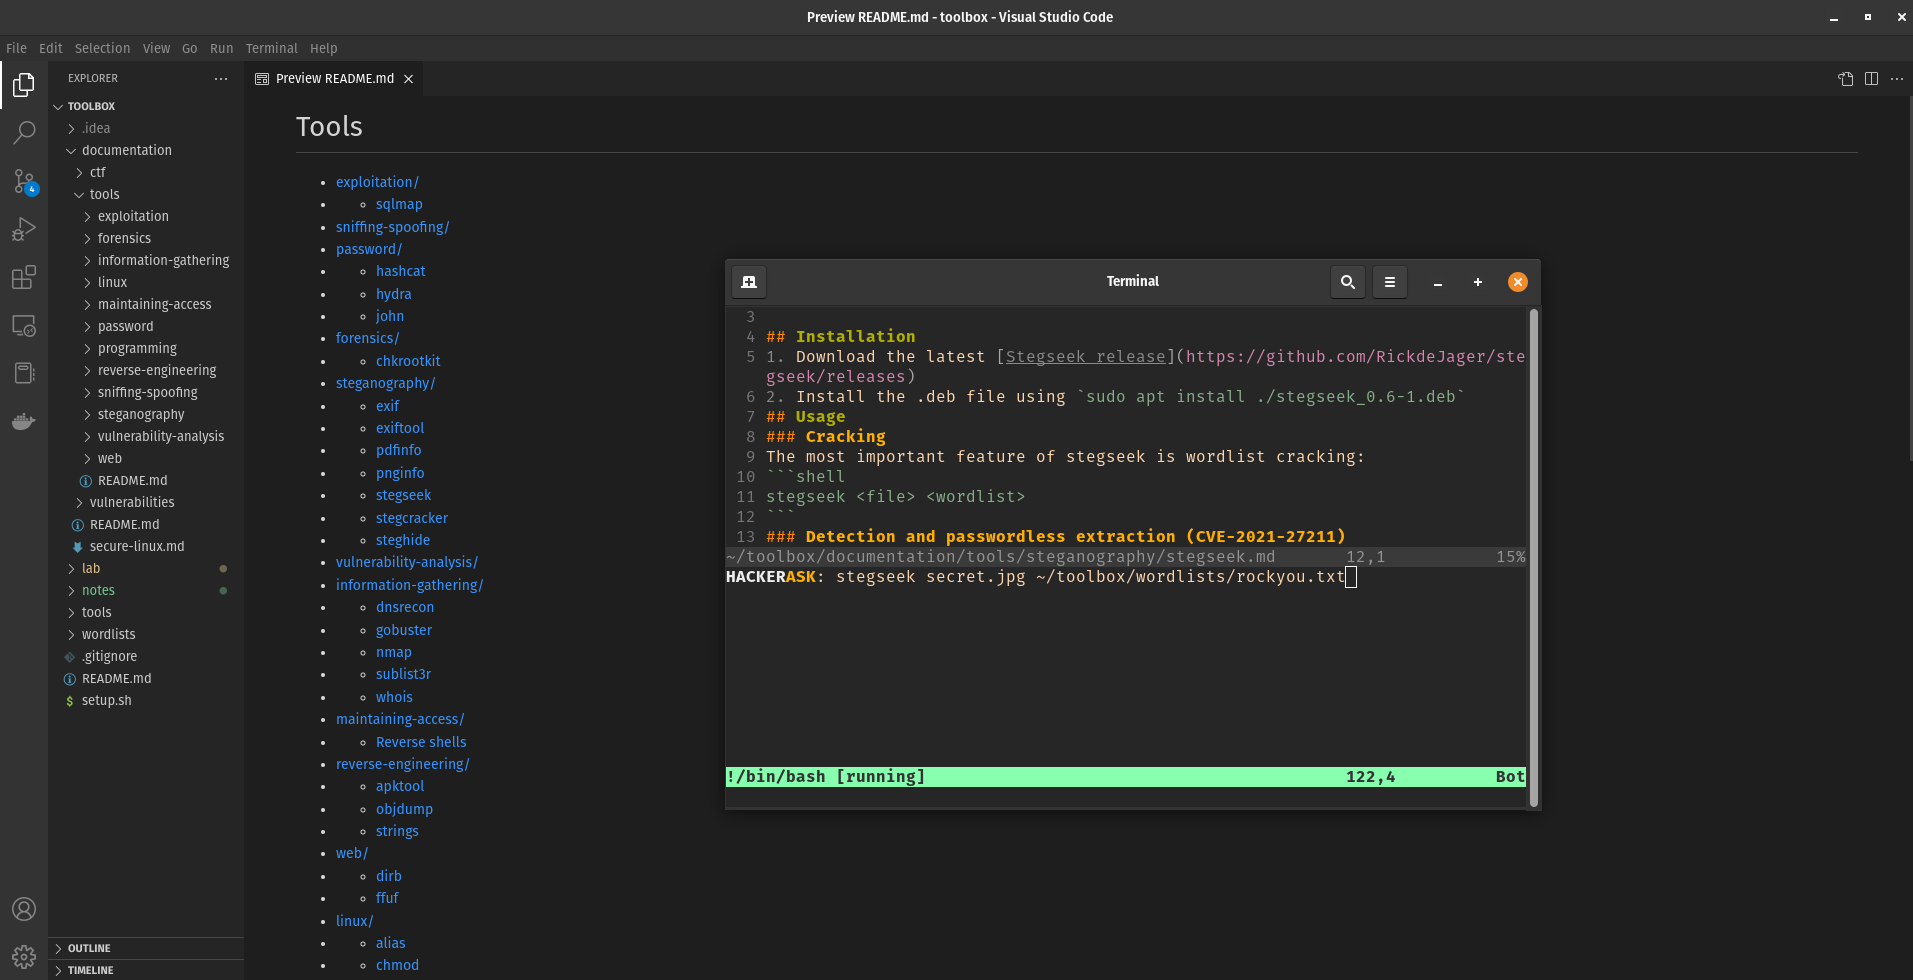 Preview README.md - toolbox - Visual Studio Code
File Edit Selection View Go Run Terminal Help
EXPLORER
TOOLBOX
.idea
documentation
ctf
tools
exploitation
forensics
information-gathering
linux
maintaining-access
password
programming
reverse-engineering
sniffing-spoofing
steganography
vulnerability-analysis
web
README.md
vulnerabilities
README.md
secure-linux.md
lab
notes
tools
wordlists
.gitignore
README.md
$ setup.sh
OUTLINE
TIMELINE
4
Preview README.md
Tools
exploitation/
sqlmap
sniffing-spoofing/
password/
hashcat
hydra
john
forensics/
chkrootkit
steganography/
exif
exiftool
pdfinfo
pnginfo
stegseek
stegcracker
steghide
vulnerability-analysis/
information-gathering/
dnsrecon
gobuster
nmap
sublist3r
whois
maintaining-access/
Reverse shells
reverse-engineering/
apktool
objdump
strings
web/
dirb
ffuf
linux/
alias
chmod
Terminal
3
4 ## Installation
5 1. Download the latest [Stegseek release](https://github.com/RickdeJager/ste
gseek/releases)
6 2. Install the .deb file using `sudo apt install ./stegseek_0.6-1.deb`
7 ## Usage
8 ### Cracking
9 The most important feature of stegseek is wordlist cracking:
10 ```shell
11 stegseek <file> <wordlist>
12 ```
13 ### Detection and passwordless extraction (CVE-2021-27211)
~/toolbox/documentation/tools/steganography/stegseek.md 12,1 15%
HACKERASK: stegseek secret.jpg ~/toolbox/wordlists/rockyou.txt
!/bin/bash [running] 122,4 Bot